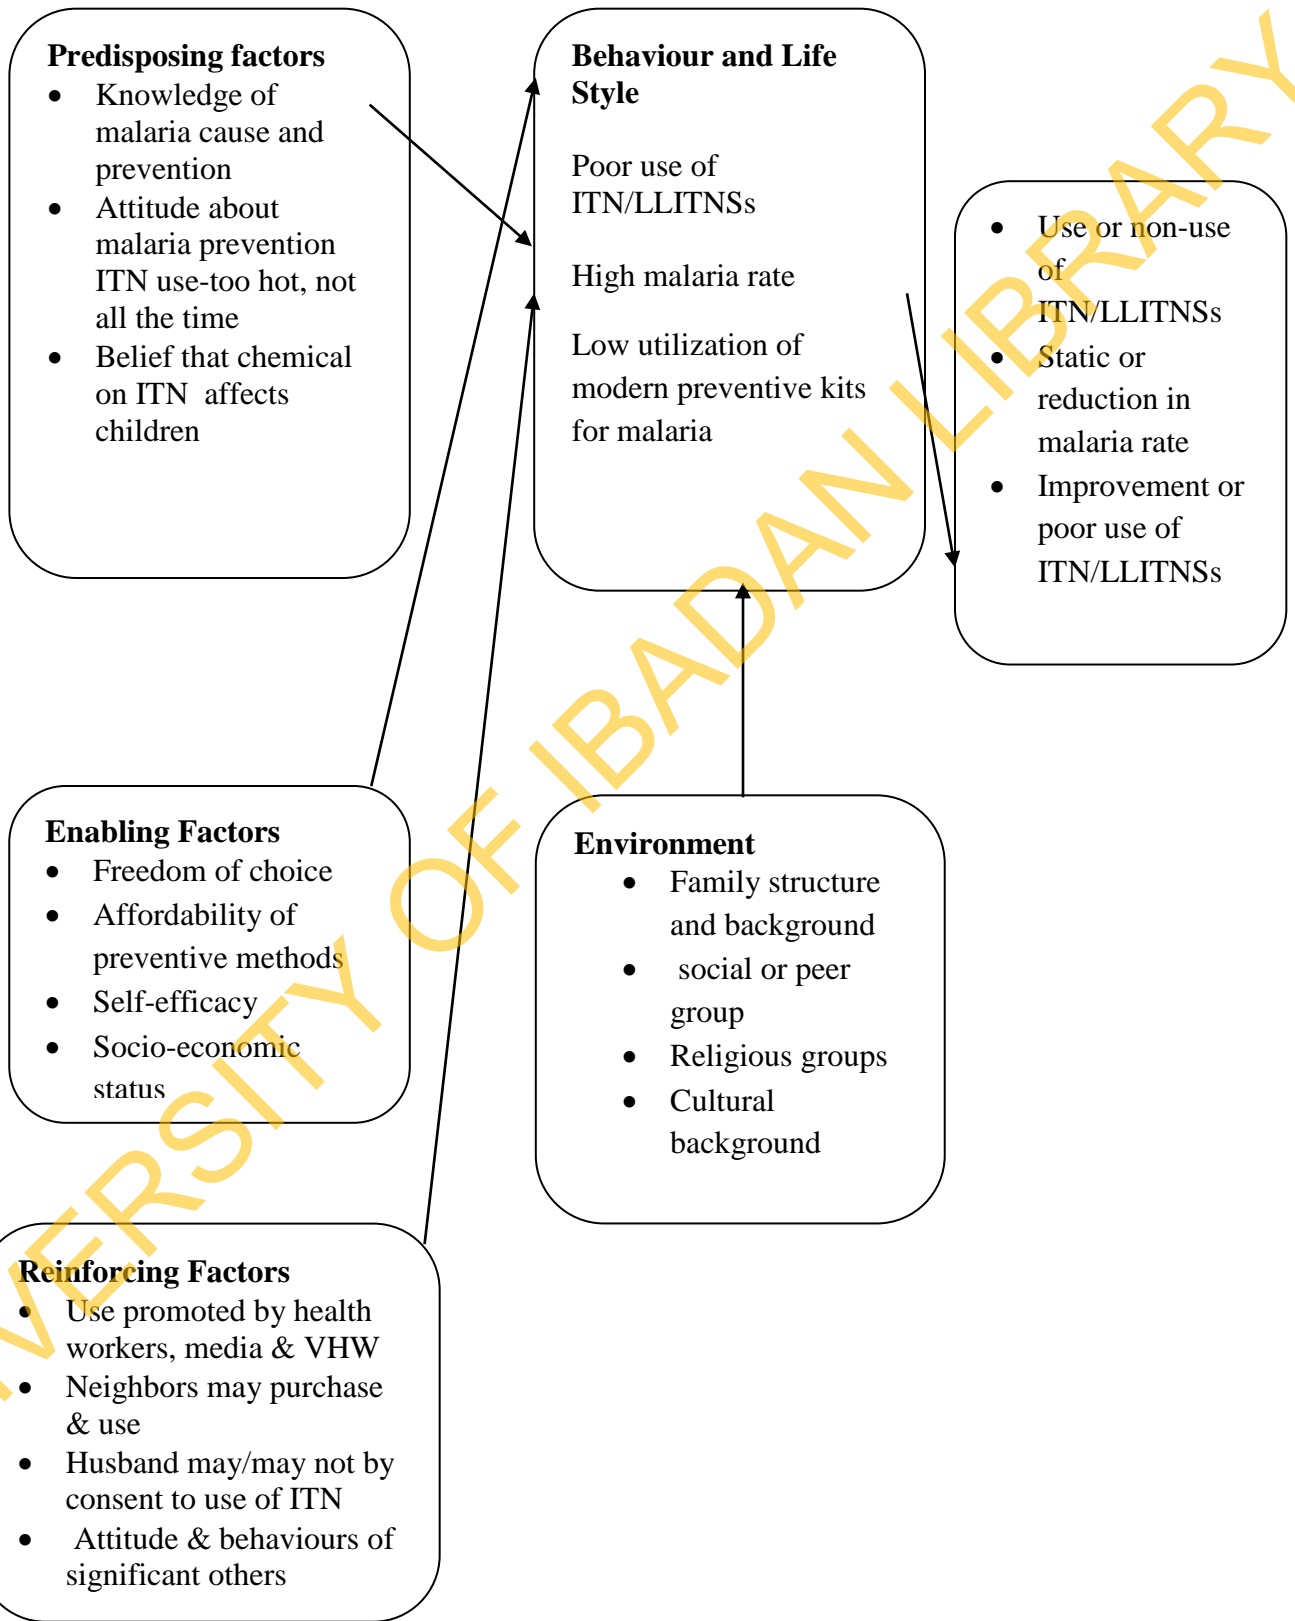 Predisposing factors
• Knowledge of
malaria cause and
prevention
• Attitude about
malaria prevention
ITN use-too hot, not
all the time
• Belief that chemical
on ITN affects
children
Behaviour and Life
Style
Poor use of
ITN/LLITNSs
High malaria rate
Low utilization of
modern preventive kits
for malaria
• Use or non-use
of
ITN/LLITNSs
• Static or
reduction in
malaria rate
• Improvement or
poor use of
ITN/LLITNSs
Enabling Factors
• Freedom of choice
• Affordability of
preventive methods
• Self-efficacy
• Socio-economic
status
Environment
• Family structure
and background
• social or peer
group
• Religious groups
• Cultural
background
Reinforcing Factors
• Use promoted by health
workers, media & VHW
• Neighbors may purchase
& use
• Husband may/may not by
consent to use of ITN
• Attitude & behaviours of
significant others
VERSITY OF IBADAN LIBRARY